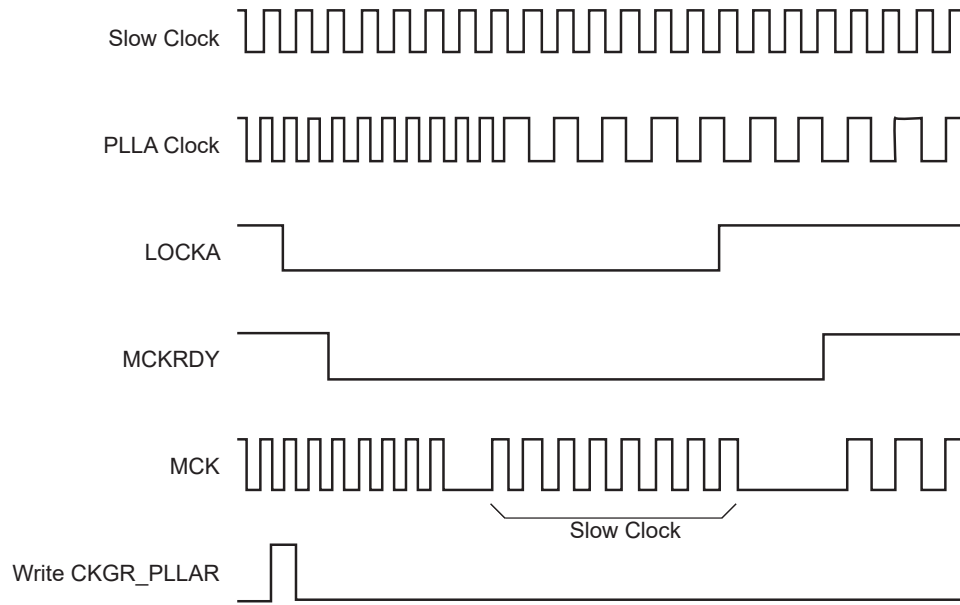 Slow Clock
PLLA Clock
LOCKA
MCKRDY
MCK
Slow Clock
Write CKGR_PLLAR